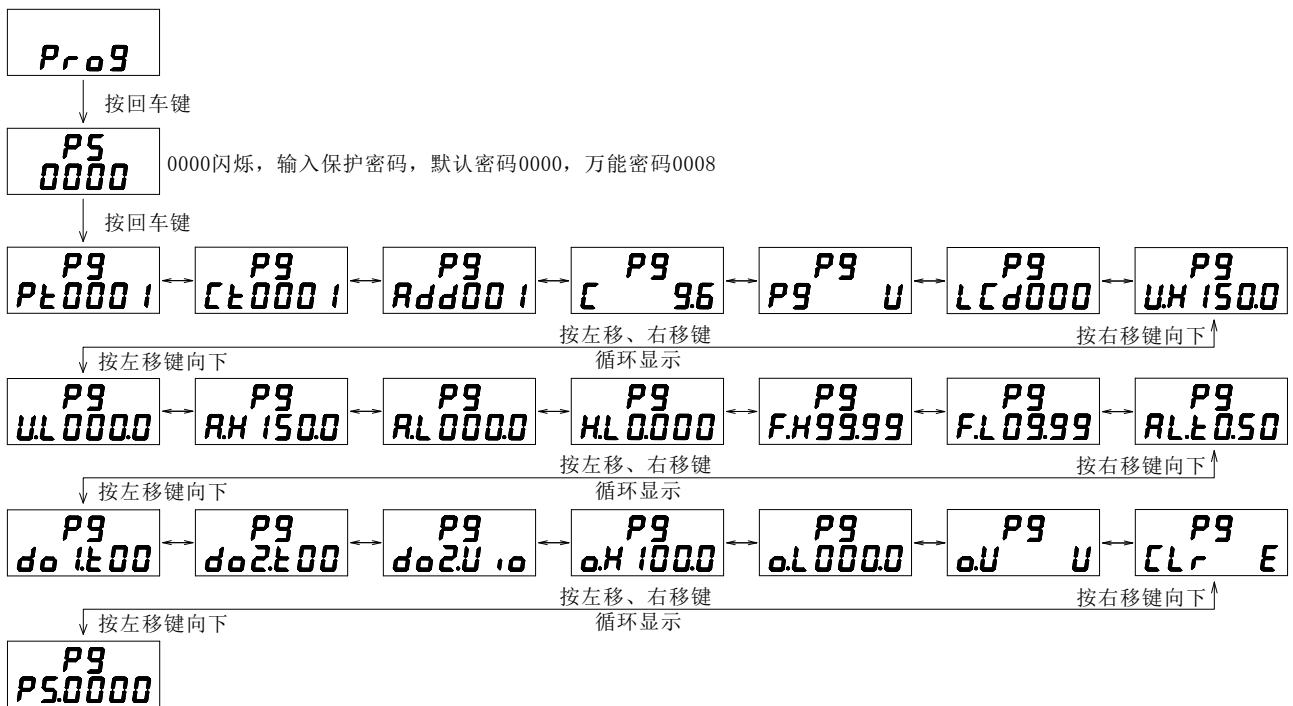 Prog
按回车键
PS
0000
0000闪烁，输入保护密码，默认密码0000，万能密码0008
按回车键
Pg Pg Pg Pg Pg Pg Pg
Pt0001 Ct0001 Add001 C 9.6 Pg U LCd000 U.H150.0
按左移、右移键 按右移键向下
按左移键向下 循环显示
Pg Pg Pg Pg Pg Pg Pg
U.L000.0 A.H150.0 A.L000.0 H.L0.000 F.H99.99 F.L09.99 AL.t0.50
按左移、右移键 按右移键向下
按左移键向下 循环显示
Pg Pg Pg Pg Pg Pg Pg
do1.t00 do2.t00 do2.U io o.H100.0 o.L000.0 o.U U CLr E
按左移、右移键 按右移键向下
按左移键向下 循环显示
Pg
PS.0000